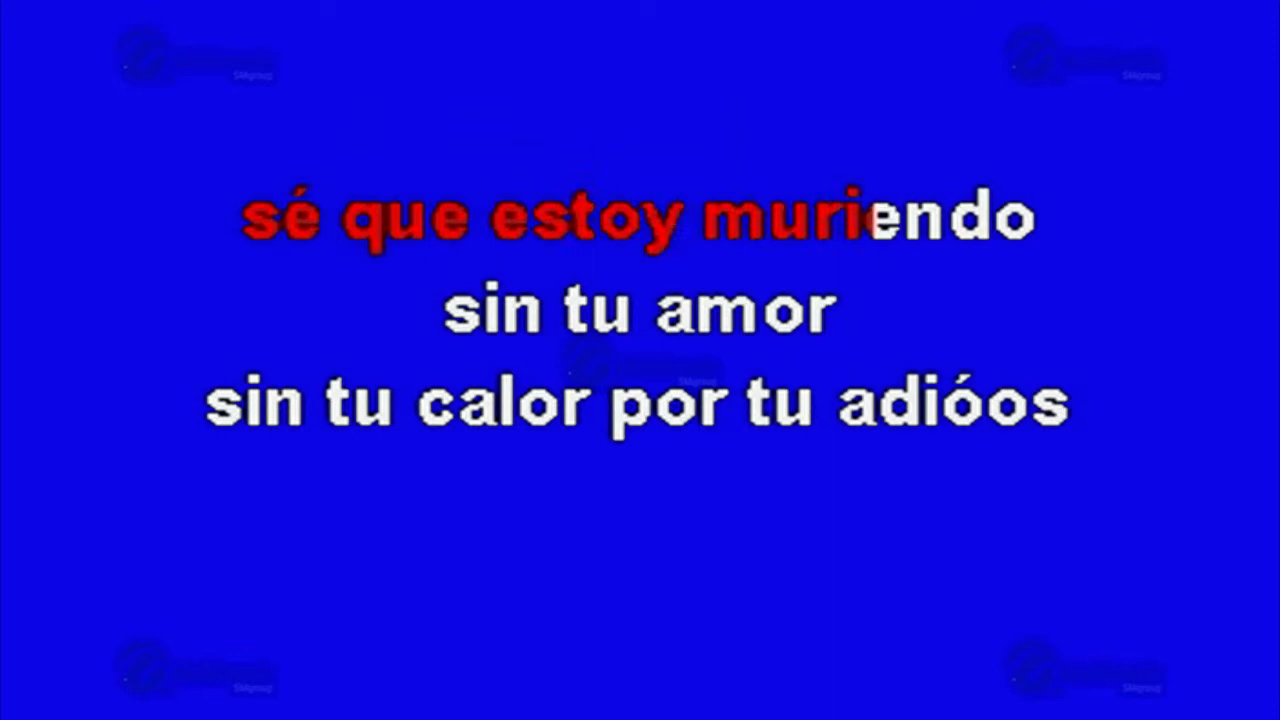 sé que estoy muriendo
sin tu amor
sin tu calor por tu adióos